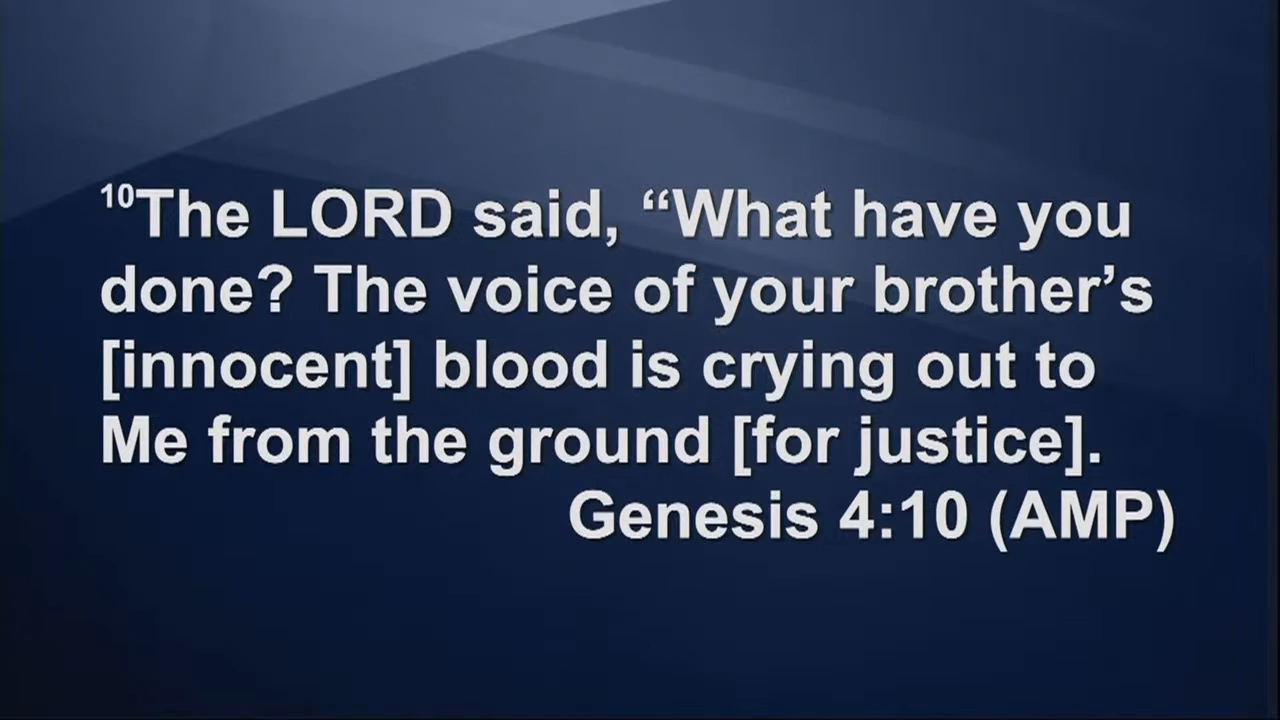 10The LORD said, “What have you
done? The voice of your brother’s
[innocent] blood is crying out to
Me from the ground [for justice].
Genesis 4:10 (AMP)